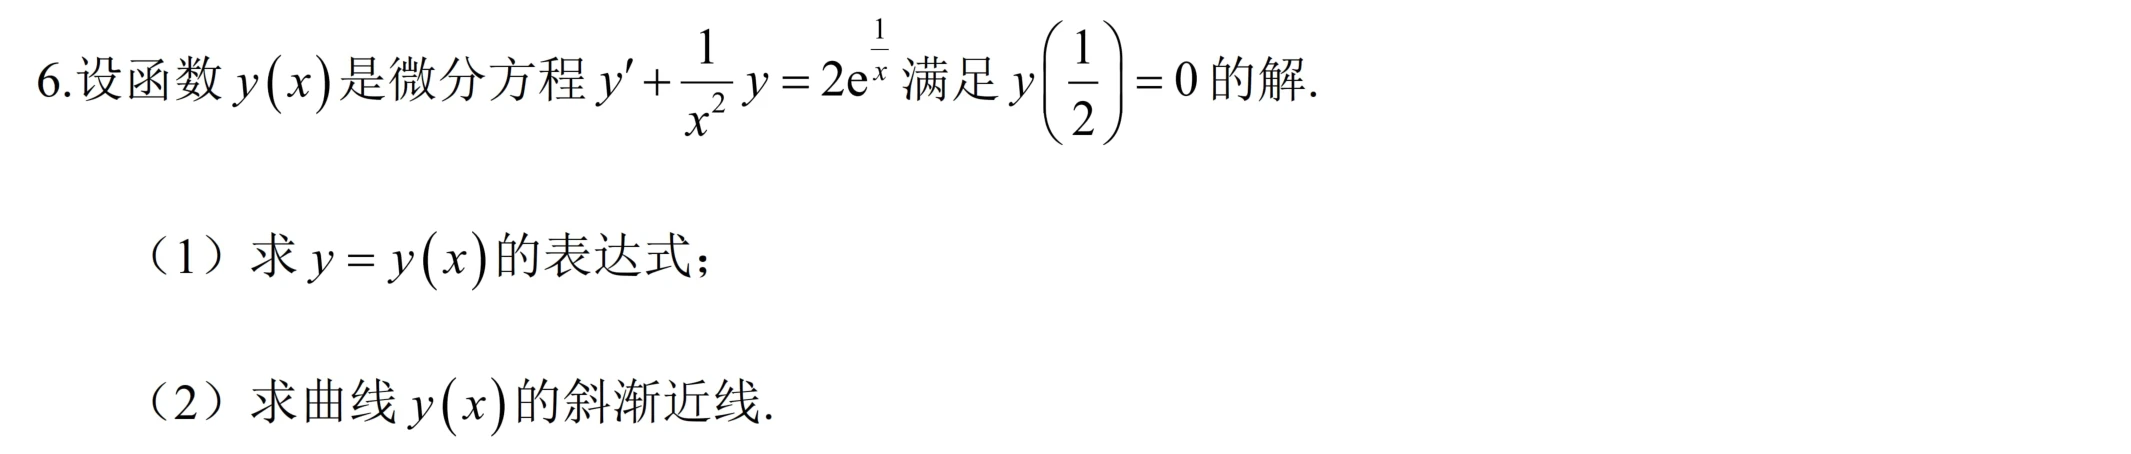 6.设函数 y(x) 是微分方程 y′ + \frac{1}{x^2} y = 2e^{\frac{1}{x}} 满足 y\left(\frac{1}{2}\right) = 0 的解.
（1）求 y = y(x) 的表达式；
（2）求曲线 y(x) 的斜渐近线.